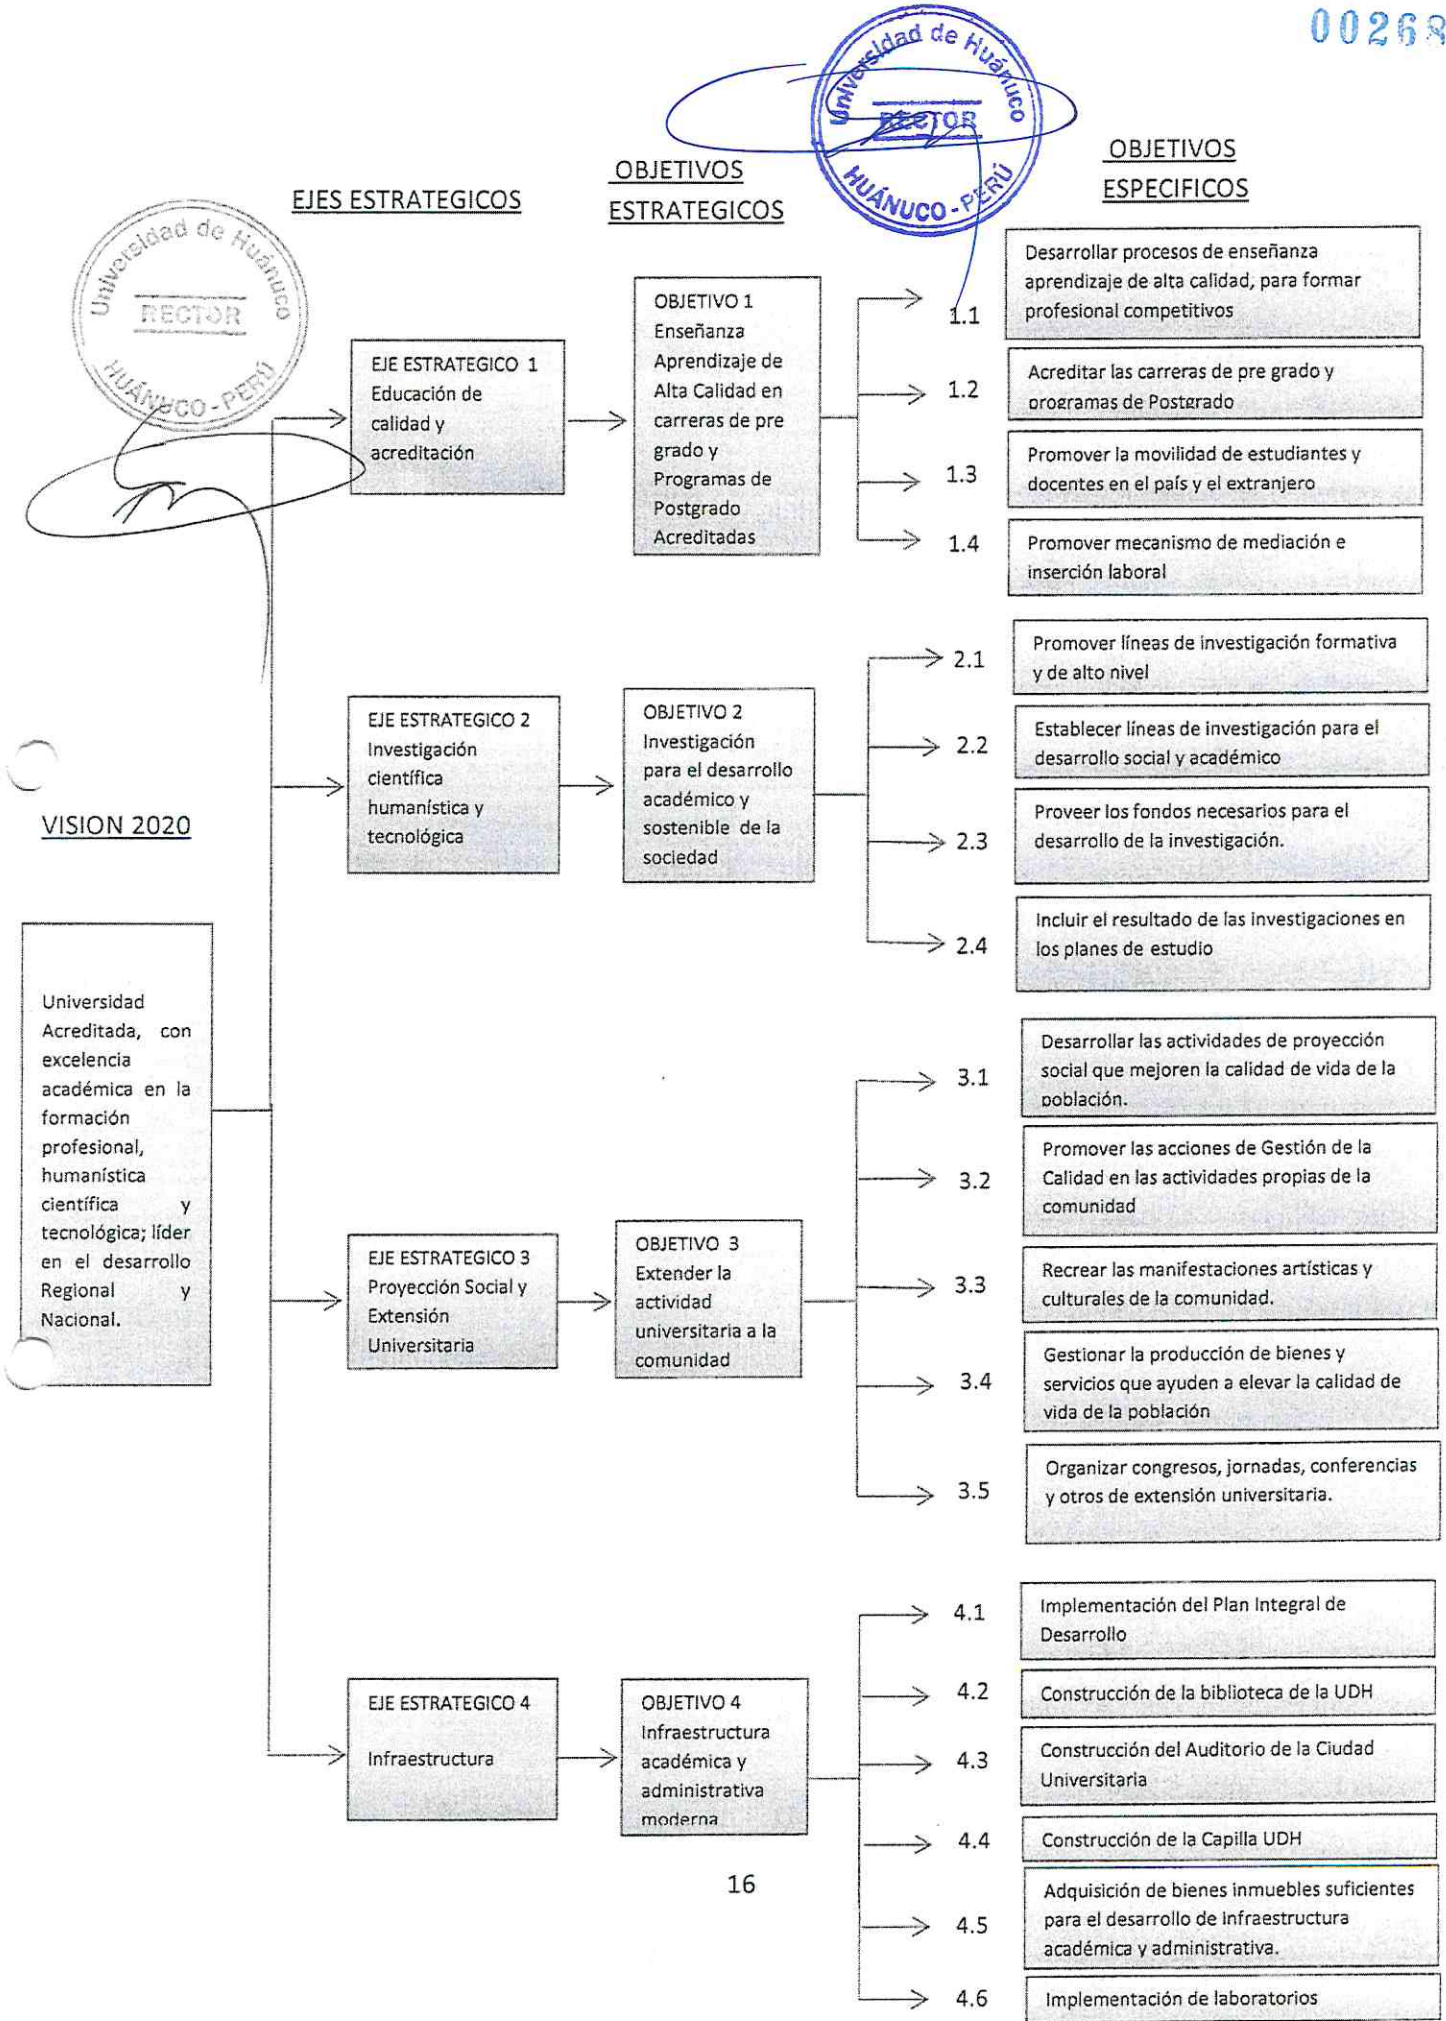 00268
Universidad de Huánuco
RECTOR
HUÁNUCO - PERÚ
Universidad de Huánuco
RECTOR
HUÁNUCO - PERÚ
EJES ESTRATEGICOS
OBJETIVOS
ESTRATEGICOS
OBJETIVOS
ESPECIFICOS
VISION 2020
Universidad
Acreditada, con
excelencia
académica en la
formación
profesional,
humanística
científica y
tecnológica; líder
en el desarrollo
Regional y
Nacional.
EJE ESTRATEGICO 1
Educación de
calidad y
acreditación
OBJETIVO 1
Enseñanza
Aprendizaje de
Alta Calidad en
carreras de pre
grado y
Programas de
Postgrado
Acreditadas
1.1
Desarrollar procesos de enseñanza
aprendizaje de alta calidad, para formar
profesional competitivos
1.2
Acreditar las carreras de pre grado y
programas de Postgrado
1.3
Promover la movilidad de estudiantes y
docentes en el país y el extranjero
1.4
Promover mecanismo de mediación e
inserción laboral
EJE ESTRATEGICO 2
Investigación
científica
humanística y
tecnológica
OBJETIVO 2
Investigación
para el desarrollo
académico y
sostenible de la
sociedad
2.1
Promover líneas de investigación formativa
y de alto nivel
2.2
Establecer líneas de investigación para el
desarrollo social y académico
2.3
Proveer los fondos necesarios para el
desarrollo de la investigación.
2.4
Incluir el resultado de las investigaciones en
los planes de estudio
EJE ESTRATEGICO 3
Proyección Social y
Extensión
Universitaria
OBJETIVO 3
Extender la
actividad
universitaria a la
comunidad
3.1
Desarrollar las actividades de proyección
social que mejoren la calidad de vida de la
población.
3.2
Promover las acciones de Gestión de la
Calidad en las actividades propias de la
comunidad
3.3
Recrear las manifestaciones artísticas y
culturales de la comunidad.
3.4
Gestionar la producción de bienes y
servicios que ayuden a elevar la calidad de
vida de la población
3.5
Organizar congresos, jornadas, conferencias
y otros de extensión universitaria.
EJE ESTRATEGICO 4
Infraestructura
OBJETIVO 4
Infraestructura
académica y
administrativa
moderna
4.1
Implementación del Plan Integral de
Desarrollo
4.2
Construcción de la biblioteca de la UDH
4.3
Construcción del Auditorio de la Ciudad
Universitaria
4.4
Construcción de la Capilla UDH
4.5
Adquisición de bienes inmuebles suficientes
para el desarrollo de infraestructura
académica y administrativa.
4.6
Implementación de laboratorios
16